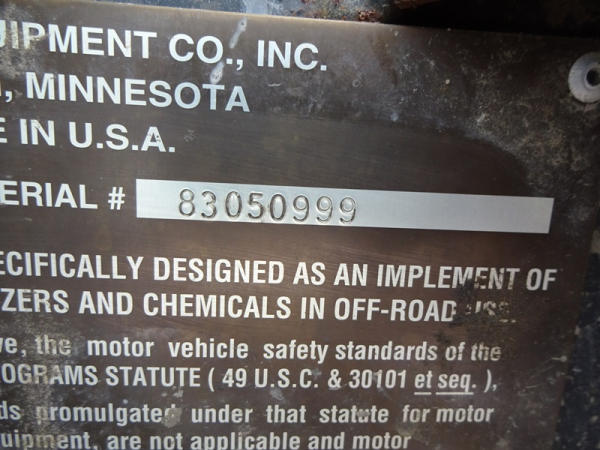 UIPMENT CO., INC.
, MINNESOTA
E IN U.S.A.
ERIAL # 83050999
ECIFICALLY DESIGNED AS AN IMPLEMENT OF
ZERS AND CHEMICALS IN OFF-ROAD USE.
ve, the motor vehicle safety standards of the
OGRAMS STATUTE ( 49 U.S.C. & 30101 et seq. ),
ds promulgated under that statute for motor
quipment, are not applicable and motor